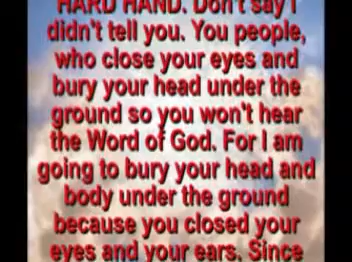 HARD HAND. Don't say I
didn't tell you. You people,
who close your eyes and
bury your head under the
ground so you won't hear
the Word of God. For I am
going to bury your head and
body under the ground
because you closed your
eyes and your ears. Since